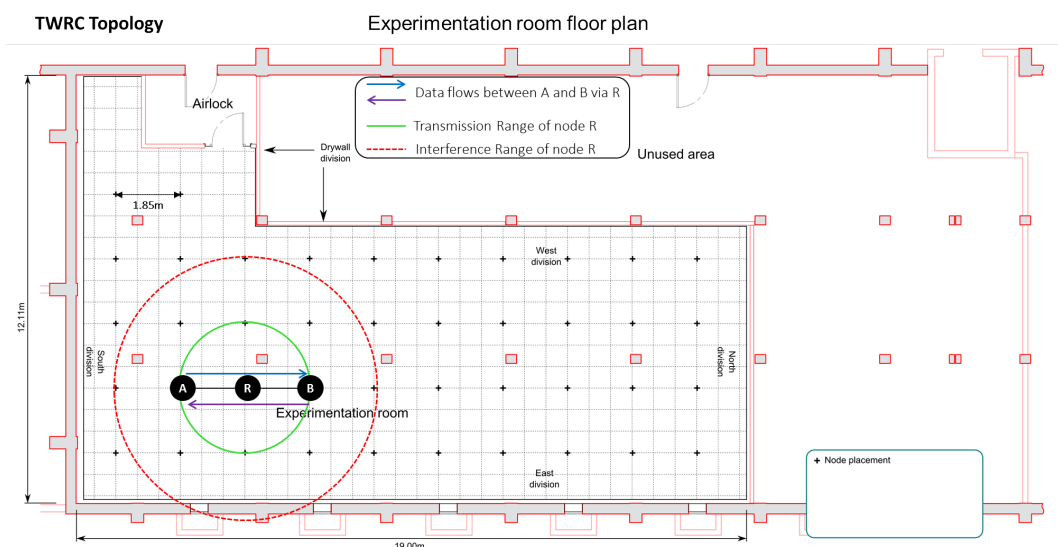 TWRC Topology
Experimentation room floor plan
Airlock
Data flows between A and B via R
Transmission Range of node R
Interference Range of node R
Drywall
division
Unused area
1.85m
West
division
12.11m
South
division
North
division
A
R
B
Experimentation room
East
division
+ Node placement
19.00m